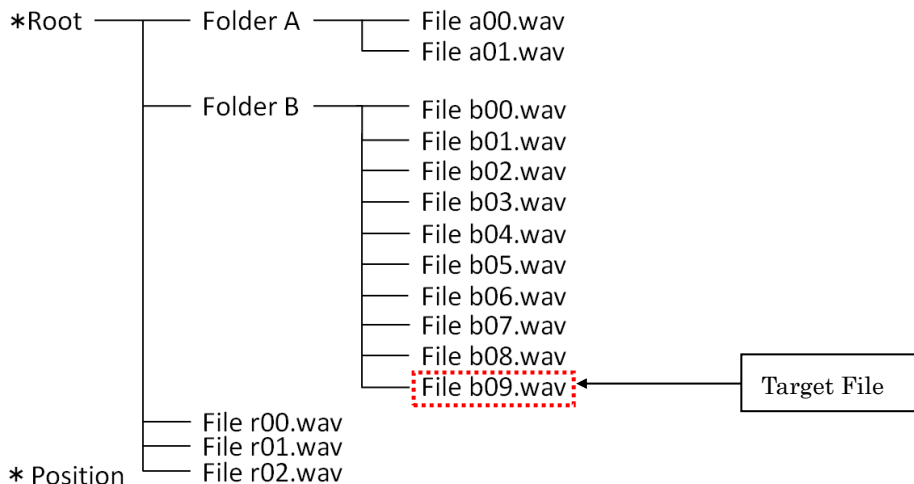 *Root
Folder A
File a00.wav
File a01.wav
Folder B
File b00.wav
File b01.wav
File b02.wav
File b03.wav
File b04.wav
File b05.wav
File b06.wav
File b07.wav
File b08.wav
File b09.wav
Target File
File r00.wav
File r01.wav
File r02.wav
* Position